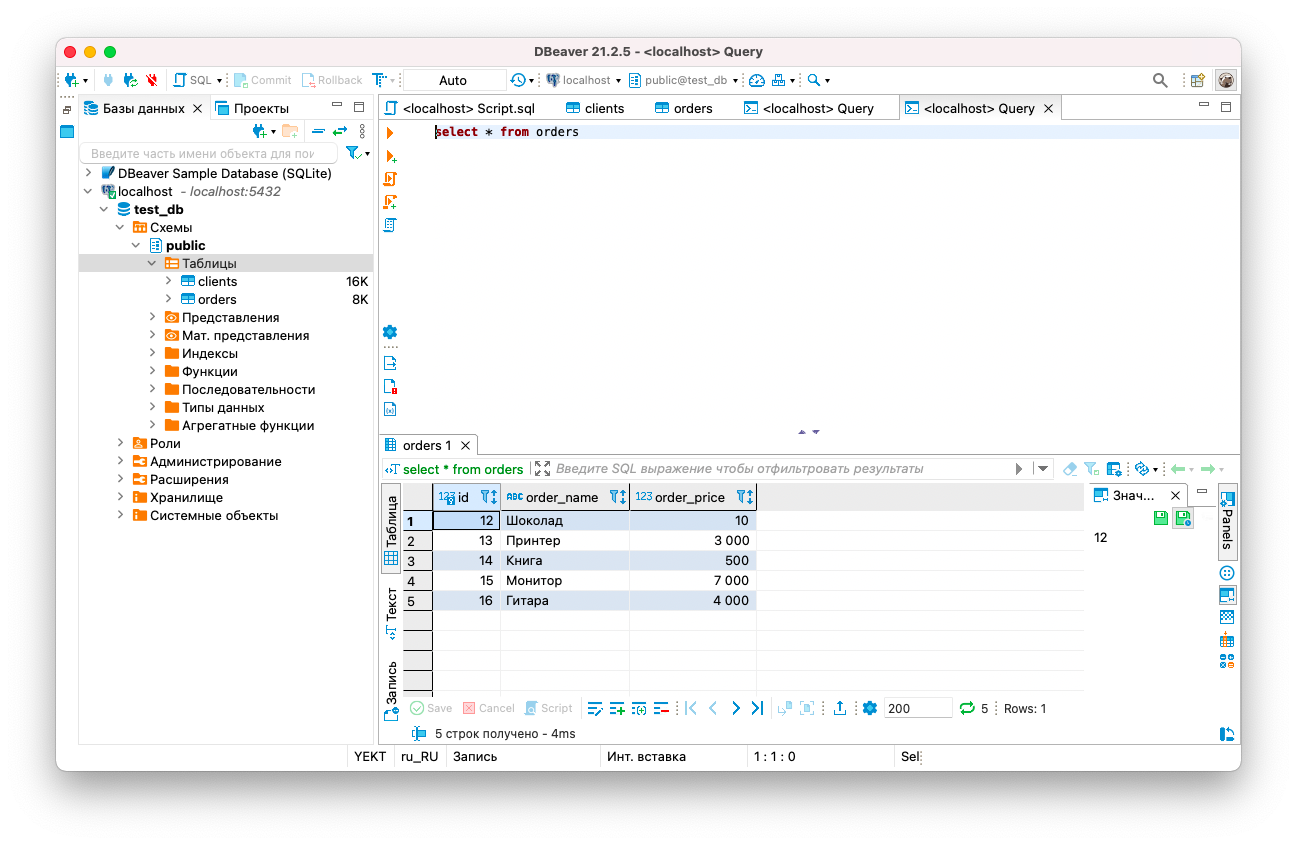 DBeaver 21.2.5 - <localhost> Query
SQL Commit Rollback Auto localhost public@test_db
Базы данных Проекты
<localhost> Script.sql clients orders <localhost> Query <localhost> Query
select * from orders
Введите часть имени объекта для пои
DBeaver Sample Database (SQLite)
localhost - localhost:5432
test_db
Схемы
public
Таблицы
clients 16K
orders 8K
Представления
Мат. представления
Индексы
Функции
Последовательности
Типы данных
Агрегатные функции
Роли
Администрирование
Расширения
Хранилище
Системные объекты
orders 1
select * from orders Введите SQL выражение чтобы отфильтровать результаты
Таблица
Текст
Запись
123 id ABC order_name 123 order_price
1 12 Шоколад 10
2 13 Принтер 3 000
3 14 Книга 500
4 15 Монитор 7 000
5 16 Гитара 4 000
Знач...
12
Panels
Save Cancel Script 200 5 Rows: 1
5 строк получено - 4ms
YEKT ru_RU Запись Инт. вставка 1 : 1 : 0 Sel